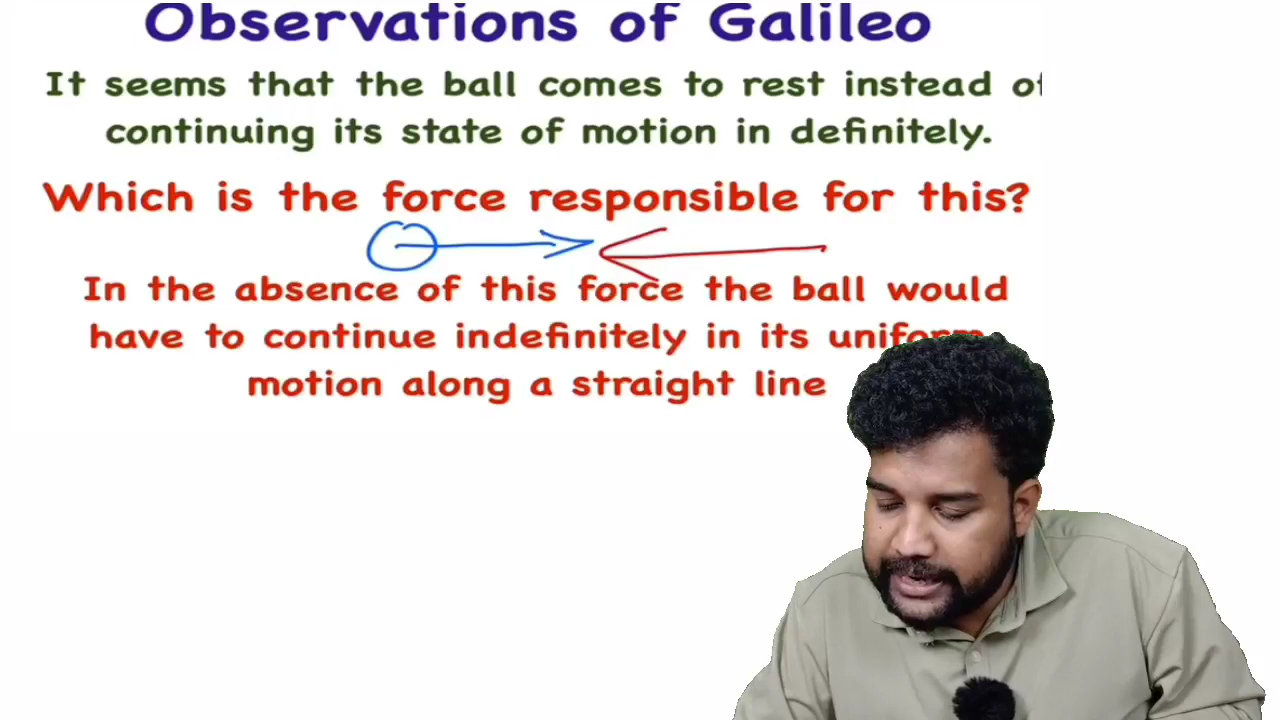 Observations of Galileo
It seems that the ball comes to rest instead of
continuing its state of motion in definitely.
Which is the force responsible for this?
In the absence of this force the ball would
have to continue indefinitely in its uniform
motion along a straight line